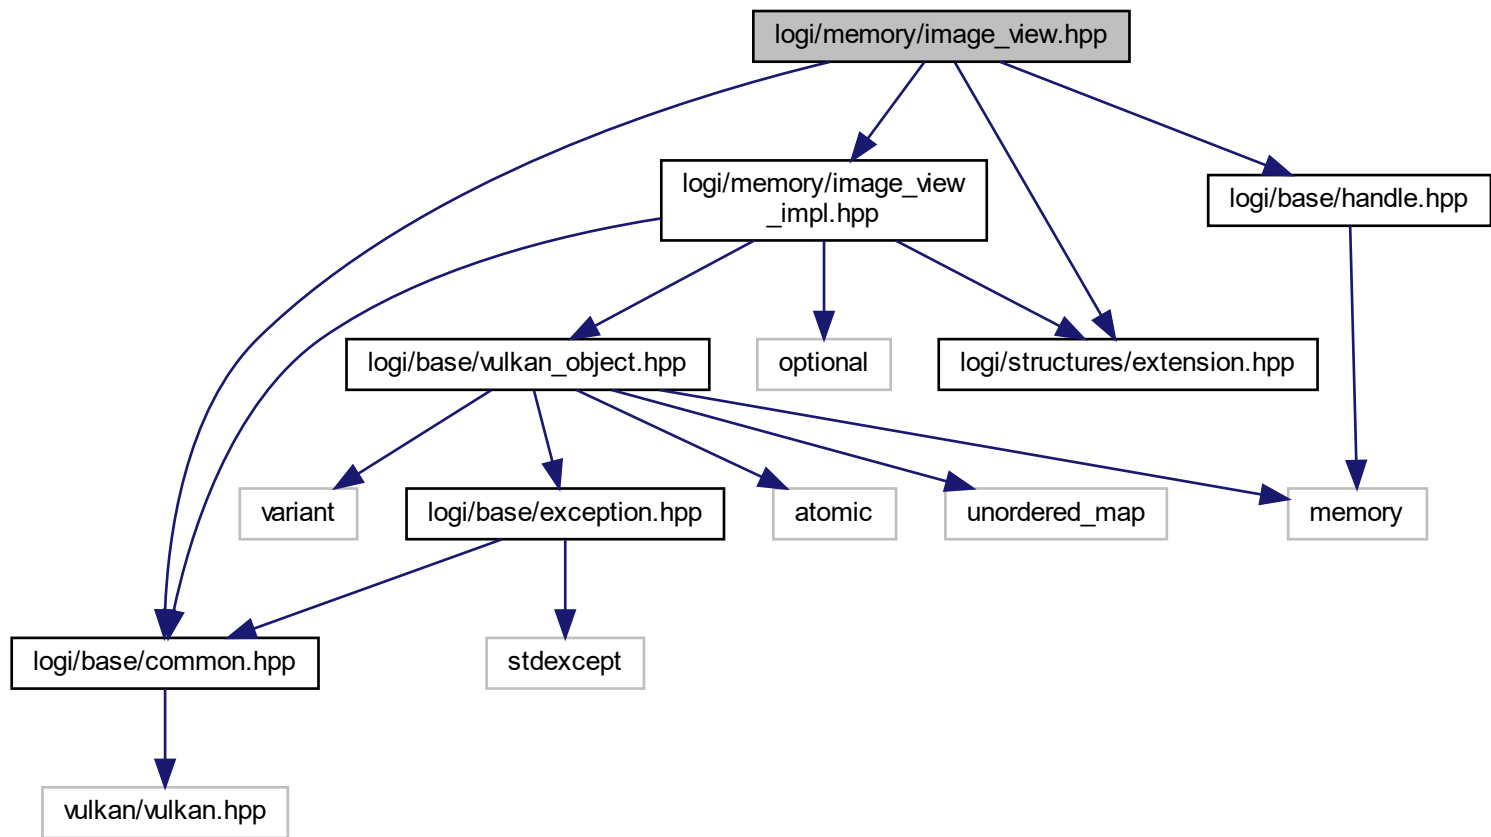 logi/memory/image_view.hpp
logi/memory/image_view
_impl.hpp
logi/base/handle.hpp
logi/base/vulkan_object.hpp
optional
logi/structures/extension.hpp
variant
logi/base/exception.hpp
atomic
unordered_map
memory
logi/base/common.hpp
stdexcept
vulkan/vulkan.hpp